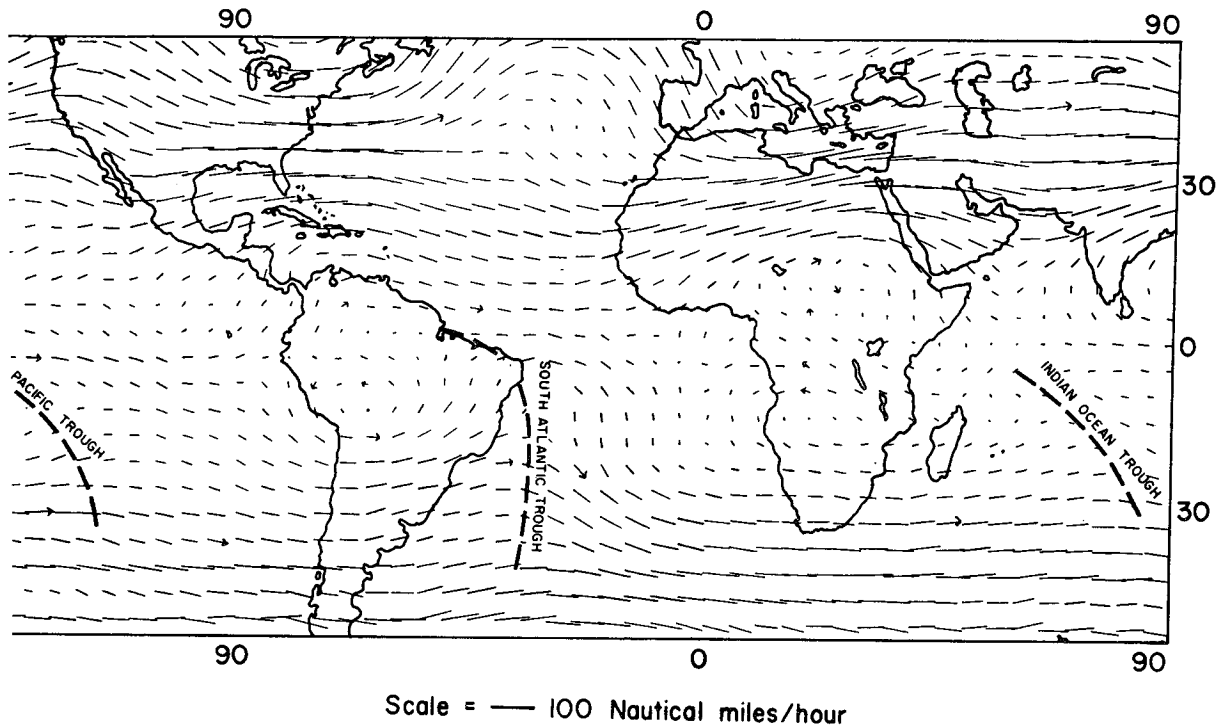 90 0 90
30
0
30
PACIFIC TROUGH
SOUTH ATLANTIC TROUGH
INDIAN OCEAN TROUGH
90 0 90
Scale = — 100 Nautical miles/hour